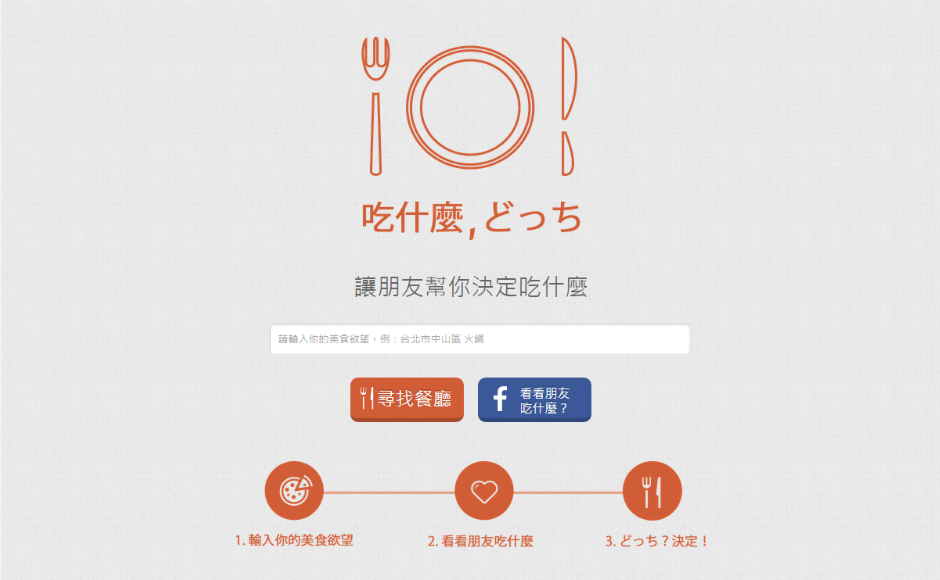 吃什麼,どっち
讓朋友幫你決定吃什麼
請輸入你的美食欲望，例：台北市中山區 火鍋
尋找餐廳
看看朋友
吃什麼？
1. 輸入你的美食欲望
2. 看看朋友吃什麼
3. どっち？決定！